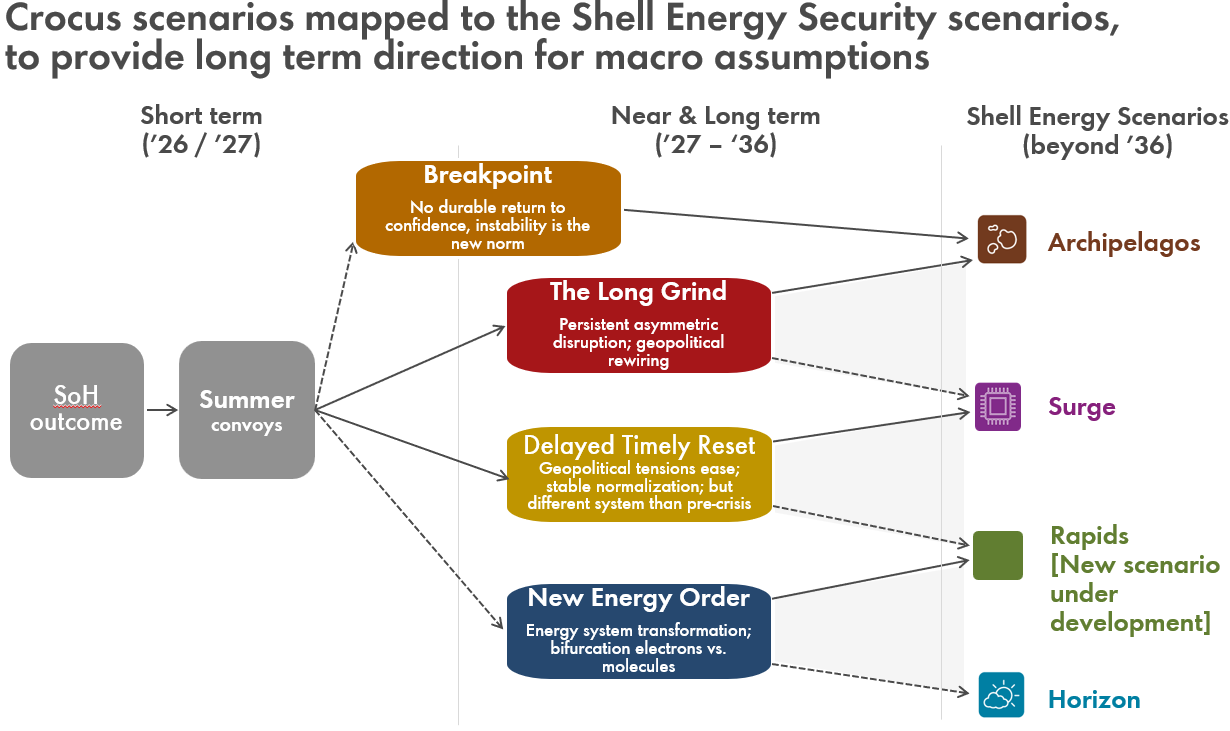 Crocus scenarios mapped to the Shell Energy Security scenarios,
to provide long term direction for macro assumptions
Short term
(’26 / ’27)
Near & Long term
(’27 – ‘36)
Shell Energy Scenarios
(beyond ’36)
Breakpoint
No durable return to
confidence, instability is the
new norm
Archipelagos
The Long Grind
Persistent asymmetric
disruption; geopolitical
rewiring
SoH
outcome
Summer
convoys
Surge
Delayed Timely Reset
Geopolitical tensions ease;
stable normalization; but
different system than pre-crisis
Rapids
[New scenario
under
development]
New Energy Order
Energy system transformation;
bifurcation electrons vs.
molecules
Horizon